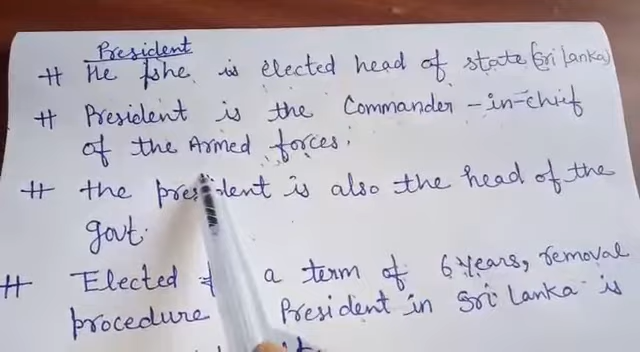 President
# He /she is elected head of state (Sri lanka)
# President is the Commander-in-chief
of the Armed forces.
# the president is also the head of the
govt.
# Elected a term of 6 years, removal
procedure President in Sri Lanka is